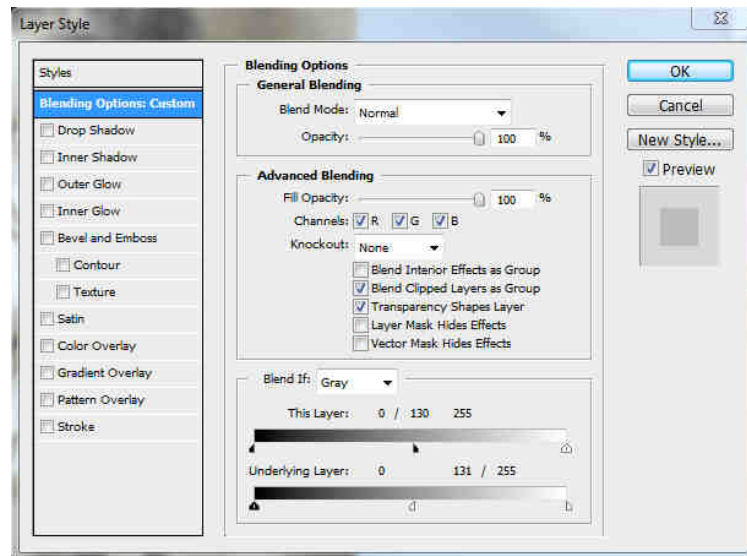 Layer Style
Styles
Blending Options: Custom
Drop Shadow
Inner Shadow
Outer Glow
Inner Glow
Bevel and Emboss
Contour
Texture
Satin
Color Overlay
Gradient Overlay
Pattern Overlay
Stroke
Blending Options
General Blending
Blend Mode: Normal
Opacity: 100 %
Advanced Blending
Fill Opacity: 100 %
Channels: R G B
Knockout: None
Blend Interior Effects as Group
Blend Clipped Layers as Group
Transparency Shapes Layer
Layer Mask Hides Effects
Vector Mask Hides Effects
Blend If: Gray
This Layer: 0 / 130 255
Underlying Layer: 0 131 / 255
OK
Cancel
New Style...
Preview